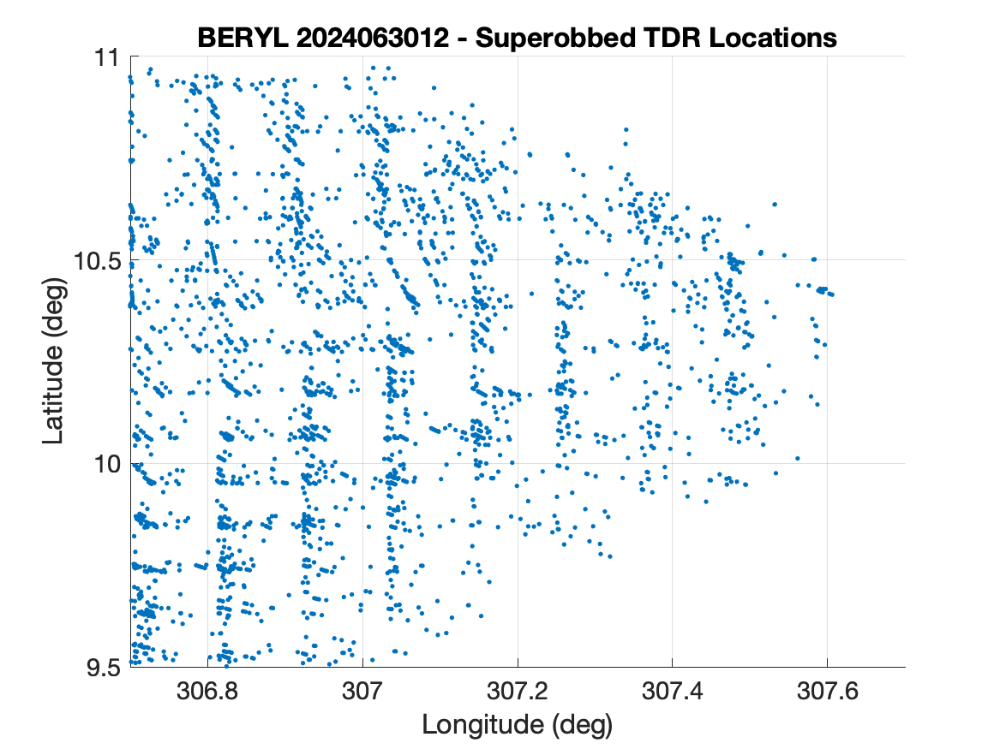 BERYL 2024063012 - Superobbed TDR Locations
11
10.5
10
9.5
Latitude (deg)
306.8 307 307.2 307.4 307.6
Longitude (deg)